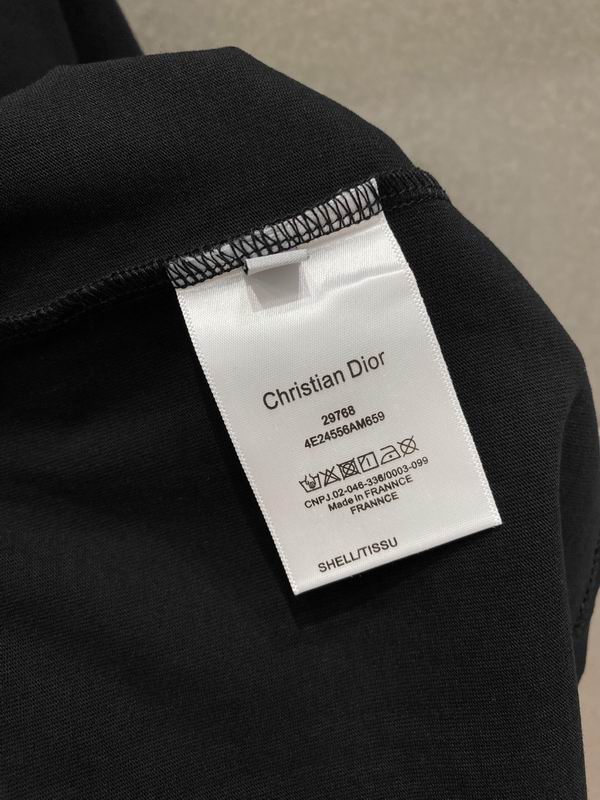 Christian Dior
29768
4E24556AM659
CNPJ.02-046-336/0003-099
Made in FRANNCE
FRANNCE
SHELL/TISSU